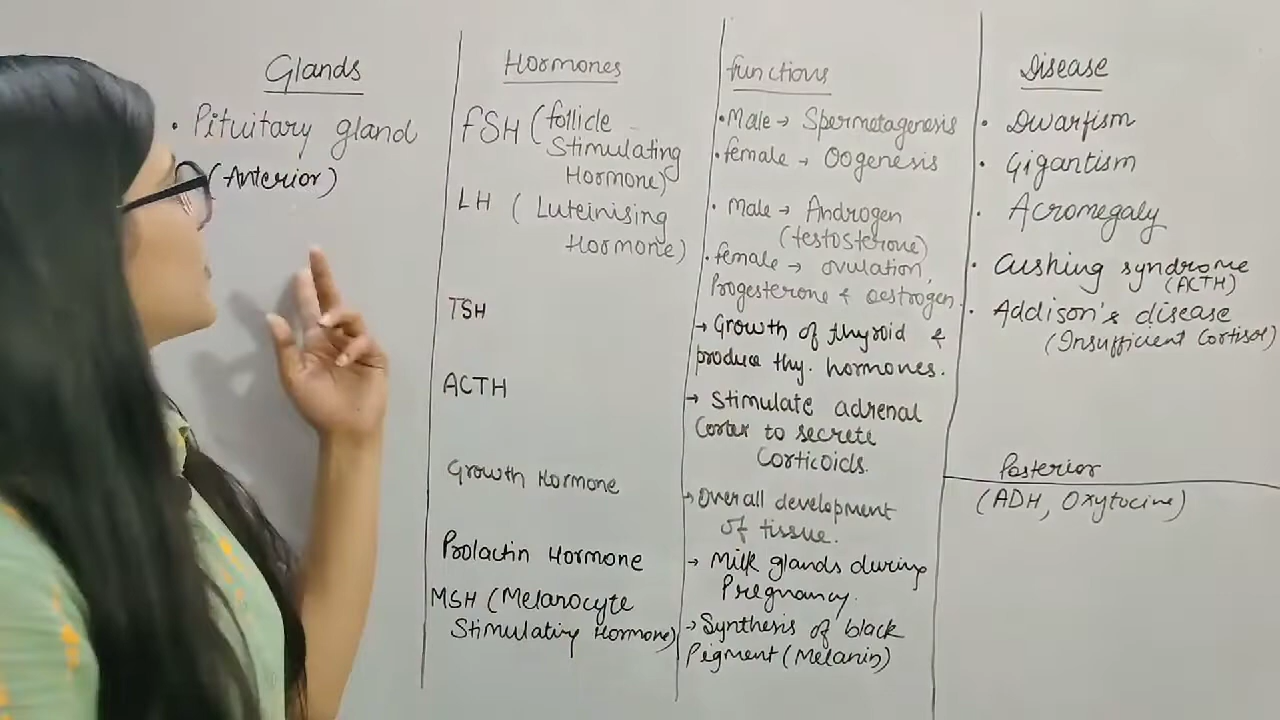 Glands
• Pituitary gland
(Anterior)
Hormones
FSH (follicle
Stimulating
Hormone)
LH (Luteinising
Hormone)
TSH
ACTH
Growth Hormone
Prolactin Hormone
MSH (Melanocyte
Stimulating Hormone)
functions
• Male → Spermetagenesis
• female → Oogenesis
• Male → Androgen
(testosterone)
• female → ovulation,
Progesterone & oestrogen
→ Growth of thyroid &
produce thy. hormones.
→ Stimulate adrenal
Cortex to secrete
Corticoids.
→ Overall development
of tissue.
→ Milk glands during
Pregnancy.
→ Synthesis of black
Pigment (Melanin)
Disease
• Dwarfism
• Gigantism
• Acromegaly
• Cushing syndrome
(ACTH)
• Addison's disease
(Insufficient Cortisol)
Posterior
(ADH, Oxytocine)